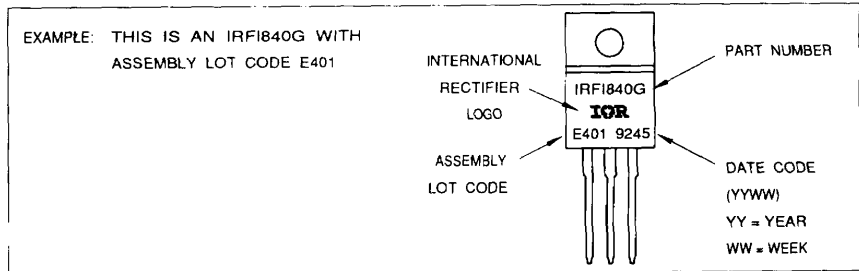 EXAMPLE: THIS IS AN IRFI840G WITH
ASSEMBLY LOT CODE E401
INTERNATIONAL
RECTIFIER
LOGO
PART NUMBER
IRFI840G
IOR
E401 9245
ASSEMBLY
LOT CODE
DATE CODE
(YYWW)
YY = YEAR
WW = WEEK